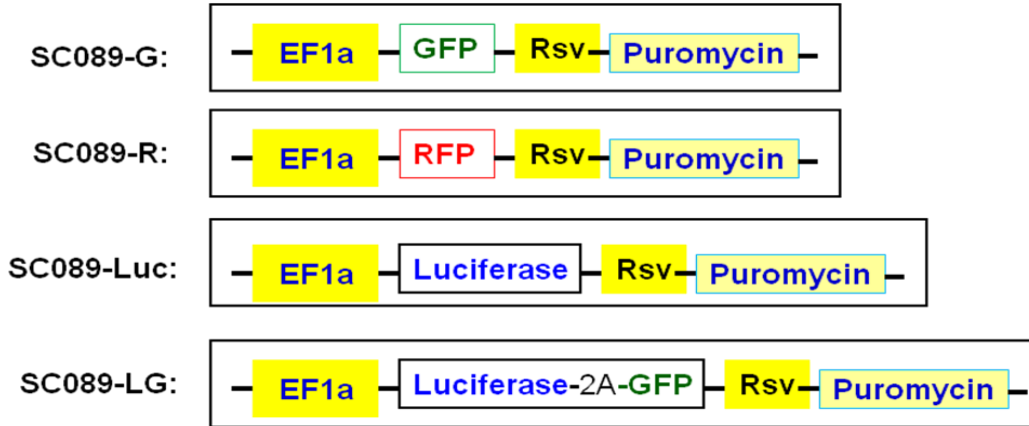 SC089-G: EF1a GFP Rsv Puromycin
SC089-R: EF1a RFP Rsv Puromycin
SC089-Luc: EF1a Luciferase Rsv Puromycin
SC089-LG: EF1a Luciferase-2A-GFP Rsv Puromycin